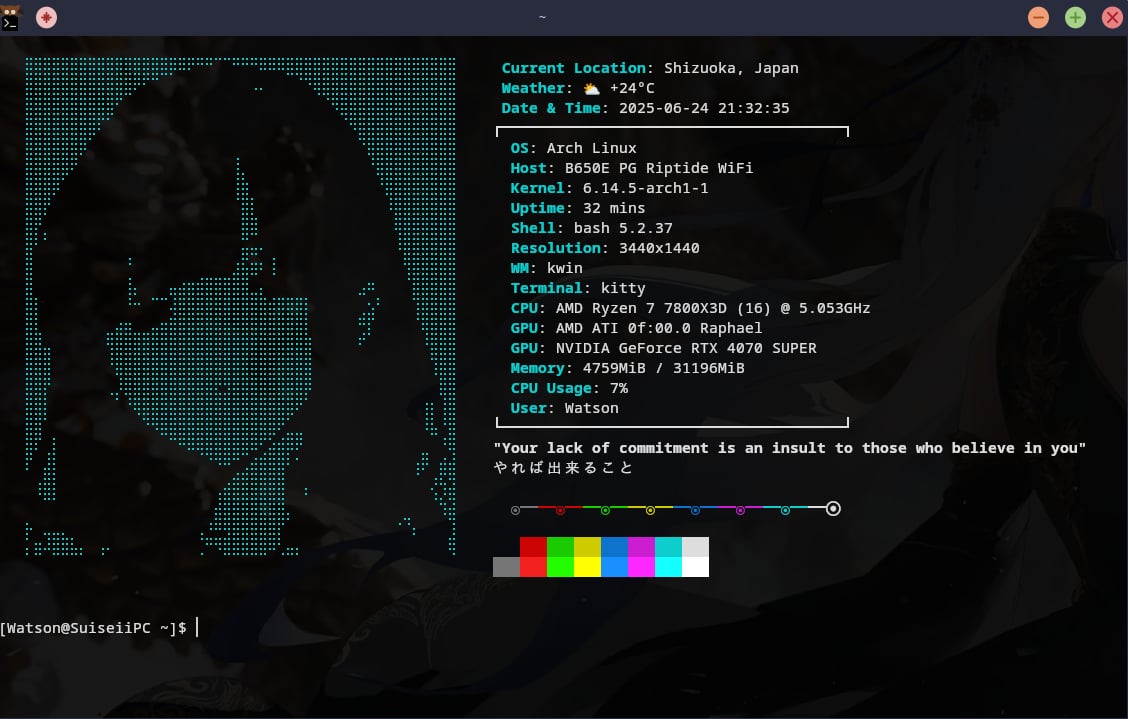 ~
Current Location: Shizuoka, Japan
Weather: ⛅ +24°C
Date & Time: 2025-06-24 21:32:35
OS: Arch Linux
Host: B650E PG Riptide WiFi
Kernel: 6.14.5-arch1-1
Uptime: 32 mins
Shell: bash 5.2.37
Resolution: 3440x1440
WM: kwin
Terminal: kitty
CPU: AMD Ryzen 7 7800X3D (16) @ 5.053GHz
GPU: AMD ATI 0f:00.0 Raphael
GPU: NVIDIA GeForce RTX 4070 SUPER
Memory: 4759MiB / 31196MiB
CPU Usage: 7%
User: Watson
"Your lack of commitment is an insult to those who believe in you"
やれば出来ること
[Watson@SuiseiiPC ~]$